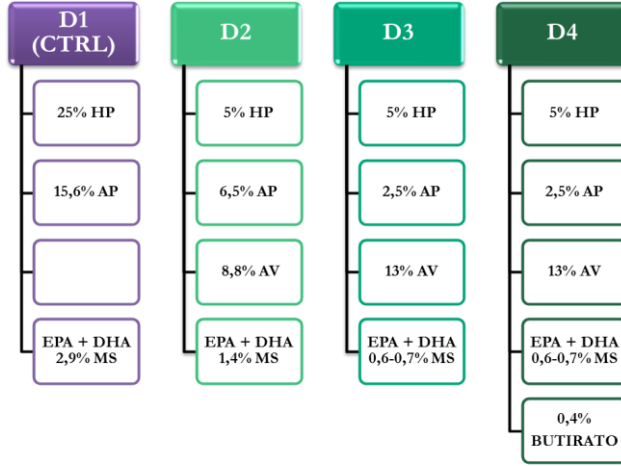 D1
(CTRL)
25% HP
15,6% AP
EPA + DHA
2,9% MS
D2
5% HP
6,5% AP
8,8% AV
EPA + DHA
1,4% MS
D3
5% HP
2,5% AP
13% AV
EPA + DHA
0,6-0,7% MS
D4
5% HP
2,5% AP
13% AV
EPA + DHA
0,6-0,7% MS
0,4%
BUTIRATO